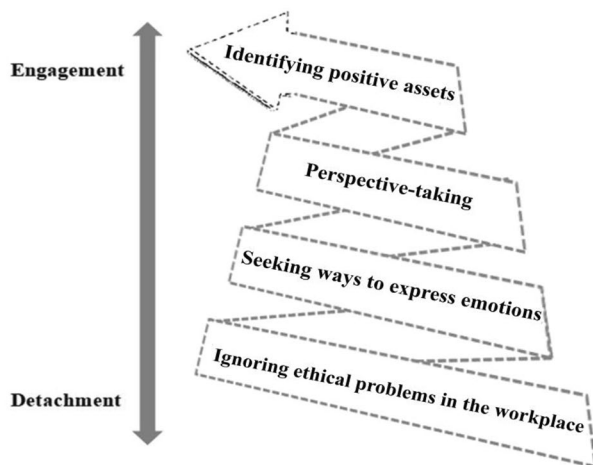 Engagement
Identifying positive assets
Perspective-taking
Seeking ways to express emotions
Ignoring ethical problems in the workplace
Detachment